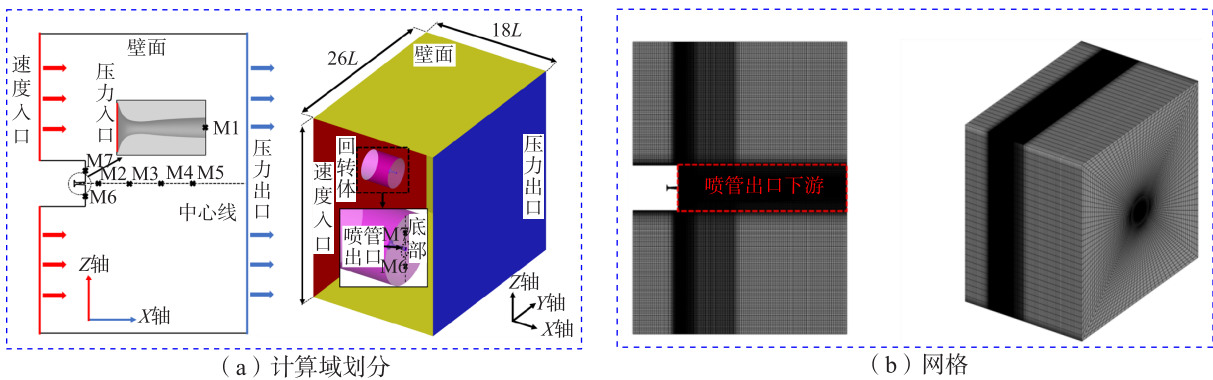 壁面
速度入口
压力入口
M1
M7
M2 M3 M4 M5
M6
中心线
压力出口
Z轴
X轴
26L
18L
壁面
回转体
速度入口
压力出口
喷管出口
M7
M6
底部
Z轴
Y轴
X轴
(a)计算域划分
喷管出口下游
(b)网格